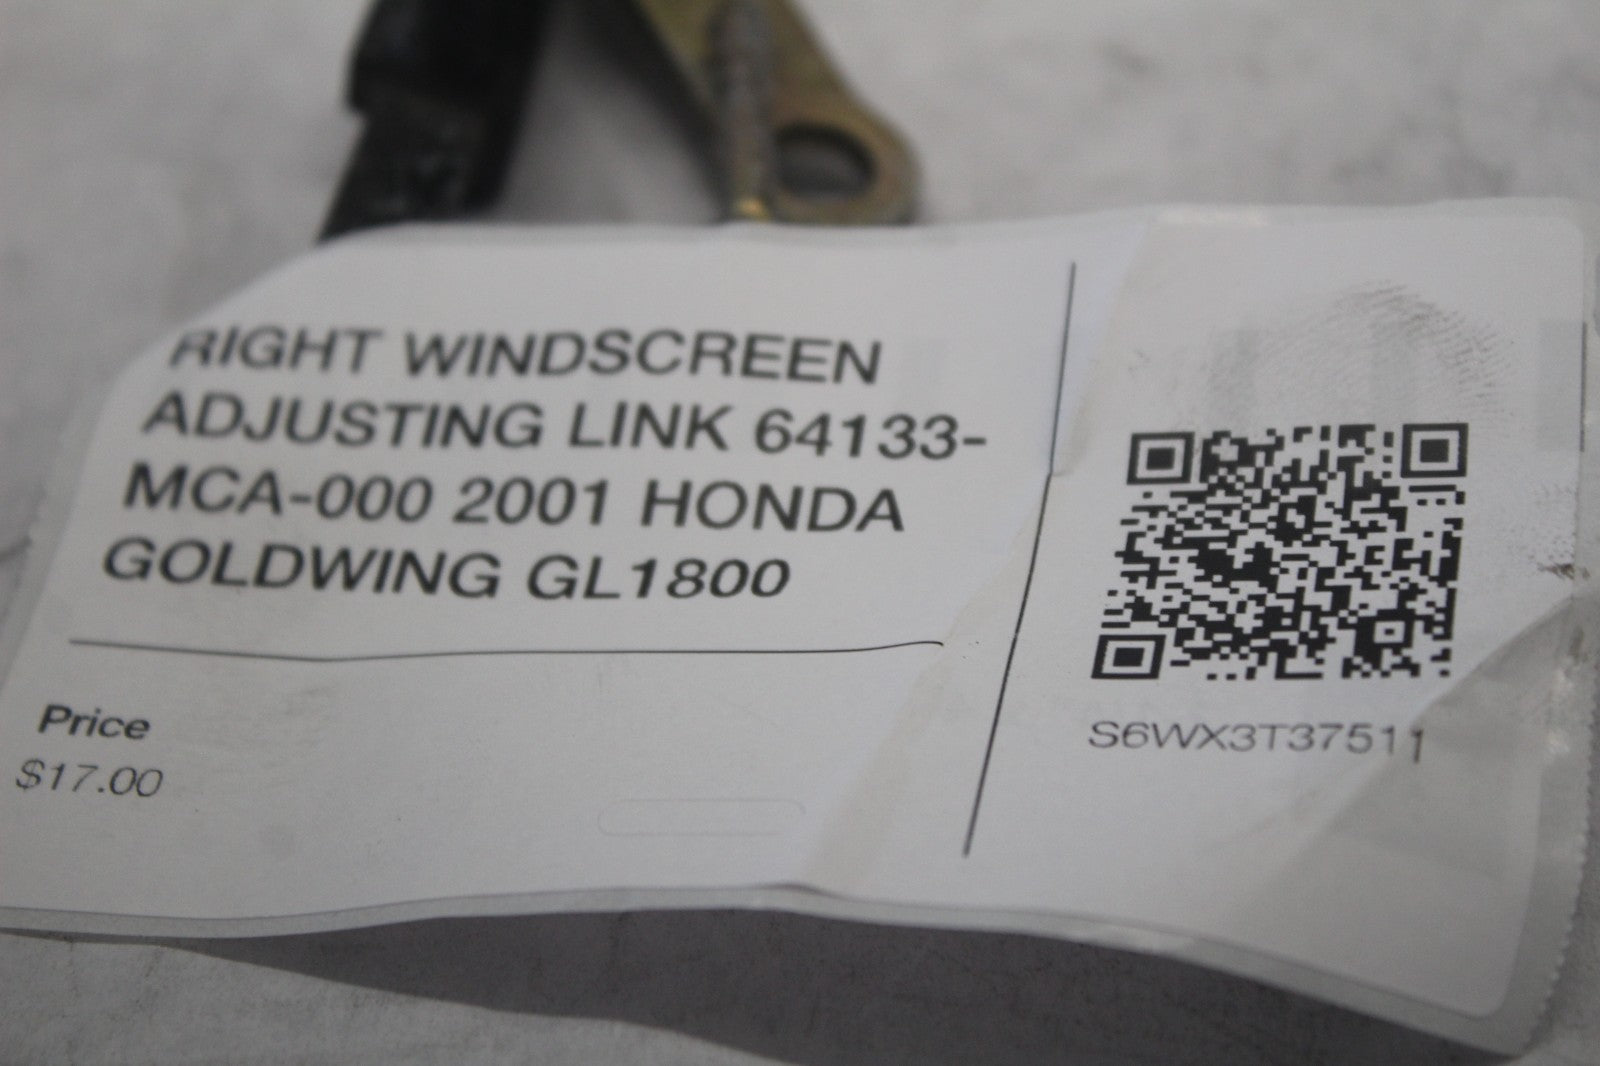 RIGHT WINDSCREEN
ADJUSTING LINK 64133-
MCA-000 2001 HONDA
GOLDWING GL1800
Price
$17.00
S6WX3T37511